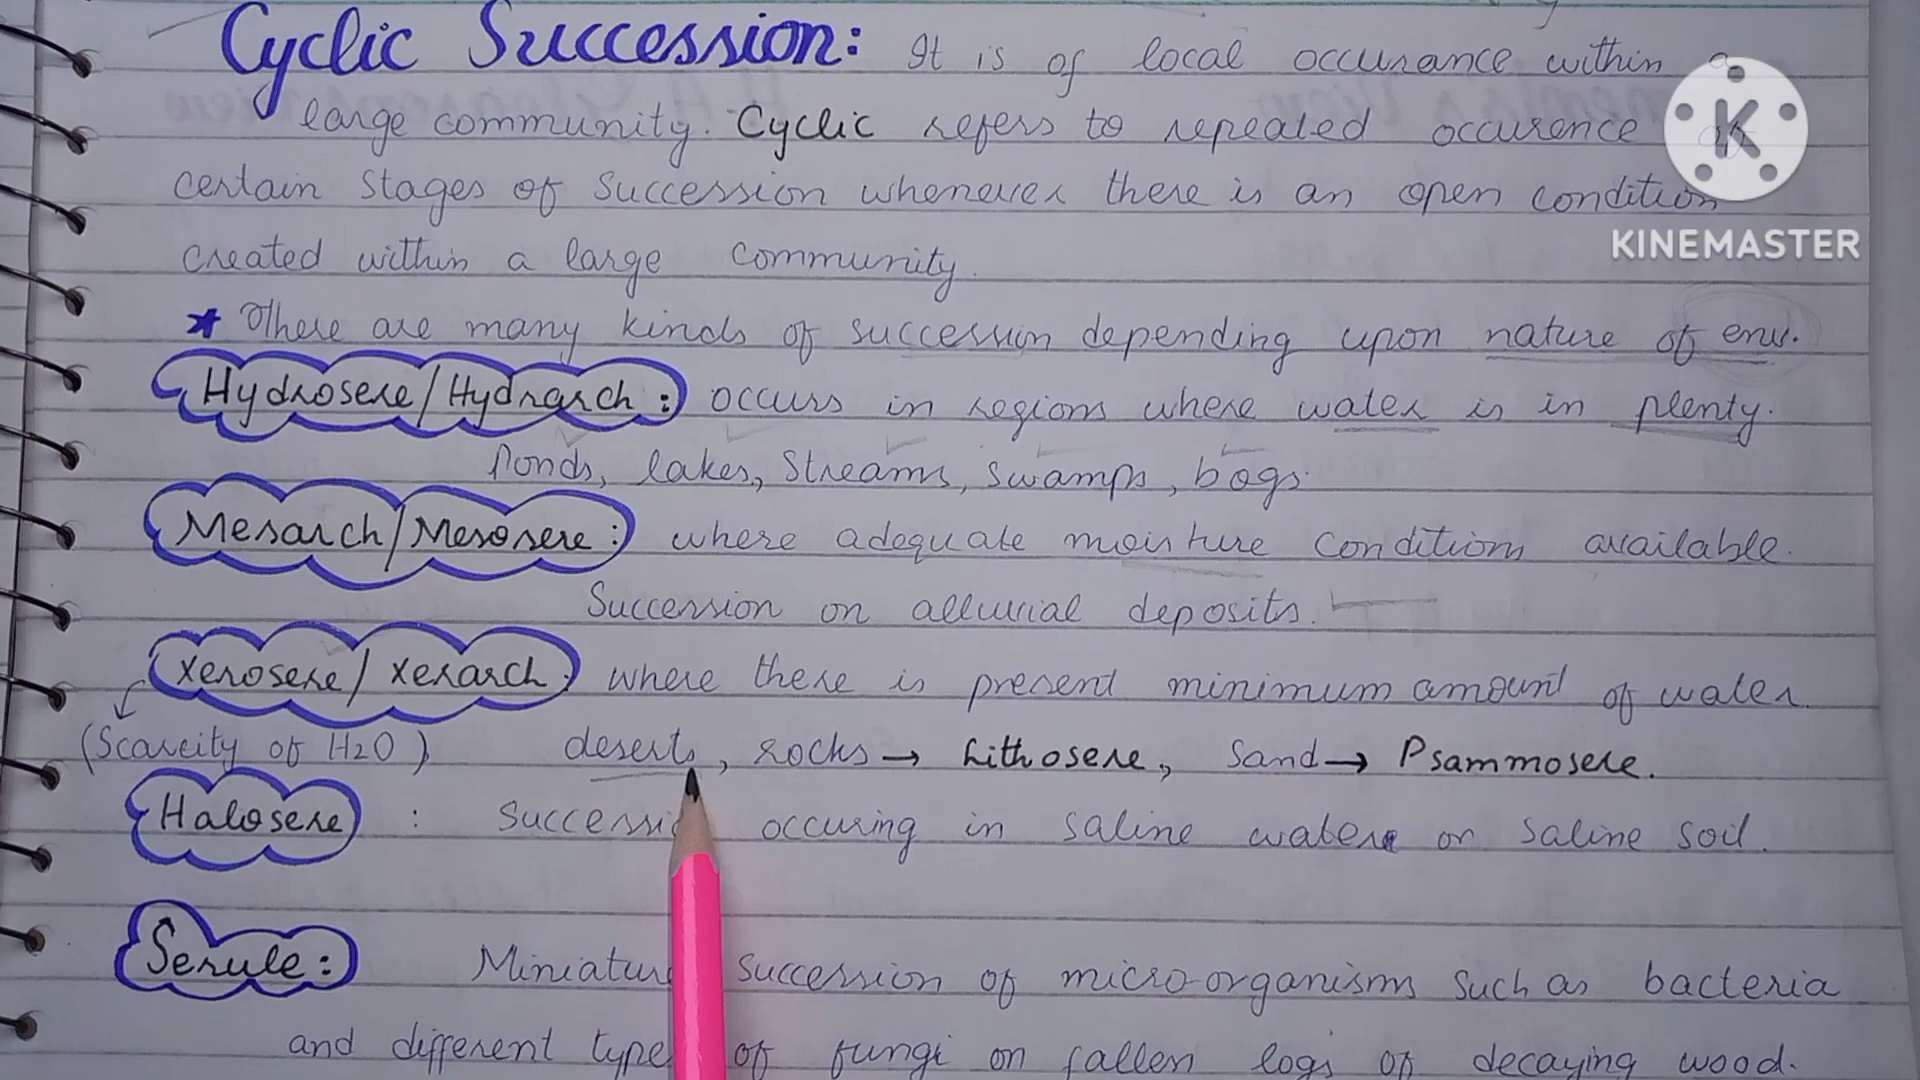 Cyclic Succession: It is of local occurance within a
large community. Cyclic refers to repeated occurence of
certain stages of succession whenever there is an open condition
created within a large community.
* There are many kinds of succession depending upon nature of env.
Hydrosere/Hydrarch: occurs in regions where water is in plenty.
Ponds, lakes, streams, swamps, bogs.
Mesarch/Mesosere: where adequate moisture conditions available.
Succession on alluvial deposits.
Xerosere/Xerarch: where there is present minimum amount of water.
(Scarcity of H2O) deserts, rocks → Lithosere, Sand → Psammosere.
Halosere : Successi occuring in saline water or saline soil.
Serule: Miniatur succession of micro-organisms such as bacteria
and different type of fungi on fallen logs of decaying wood.
K
KINEMASTER